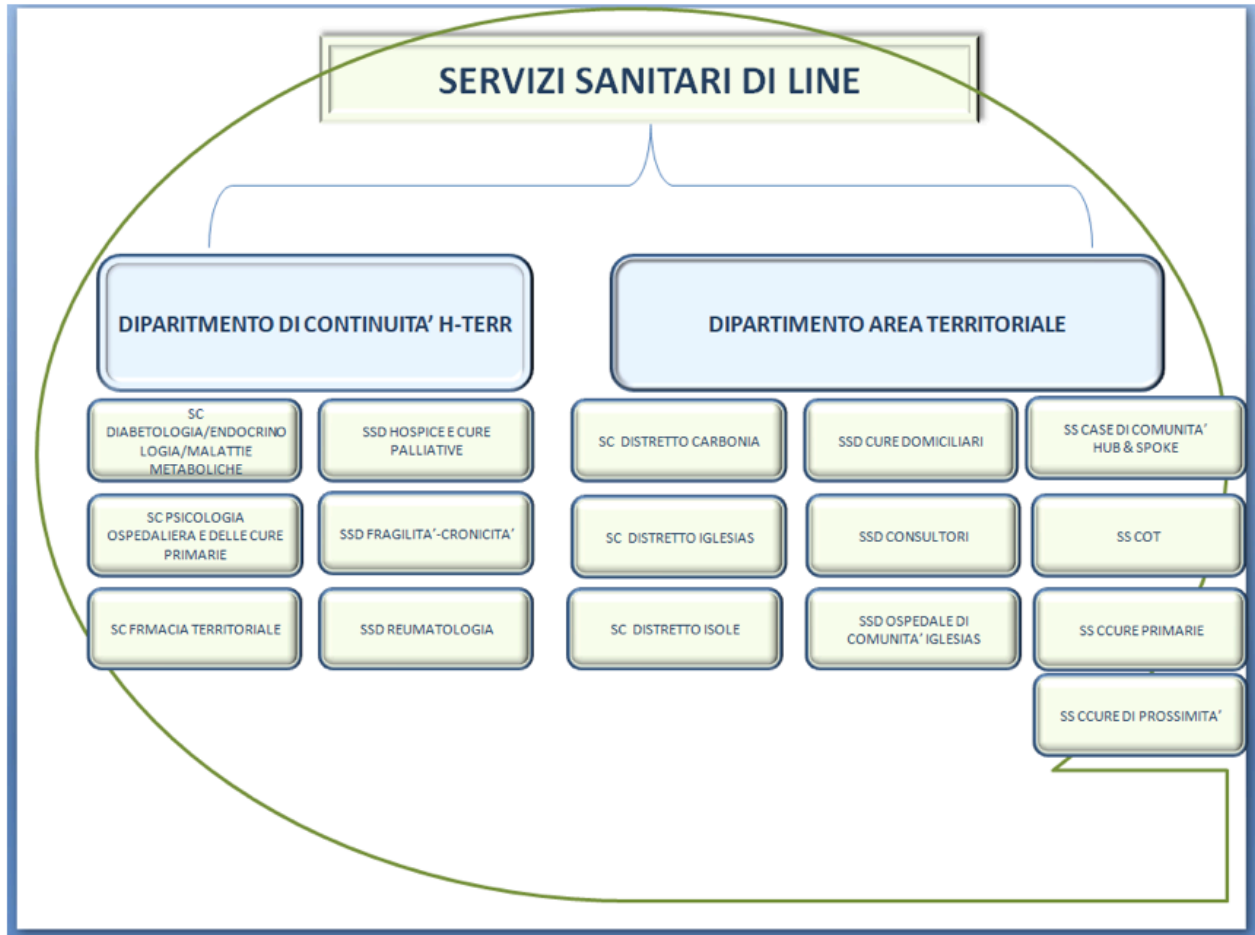 SERVIZI SANITARI DI LINE
DIPARITMENTO DI CONTINUITA’ H-TERR
SC
DIABETOLOGIA/ENDOCRINO
LOGIA/MALATTIE
METABOLICHE
SSD HOSPICE E CURE
PALLIATIVE
SC PSICOLOGIA
OSPEDALIERA E DELLE CURE
PRIMARIE
SSD FRAGILITA’-CRONICITA’
SC FRMACIA TERRITORIALE
SSD REUMATOLOGIA
DIPARTIMENTO AREA TERRITORIALE
SC DISTRETTO CARBONIA
SSD CURE DOMICILIARI
SS CASE DI COMUNITA’
HUB & SPOKE
SC DISTRETTO IGLESIAS
SSD CONSULTORI
SS COT
SC DISTRETTO ISOLE
SSD OSPEDALE DI
COMUNITA’ IGLESIAS
SS CCURE PRIMARIE
SS CCURE DI PROSSIMITA’